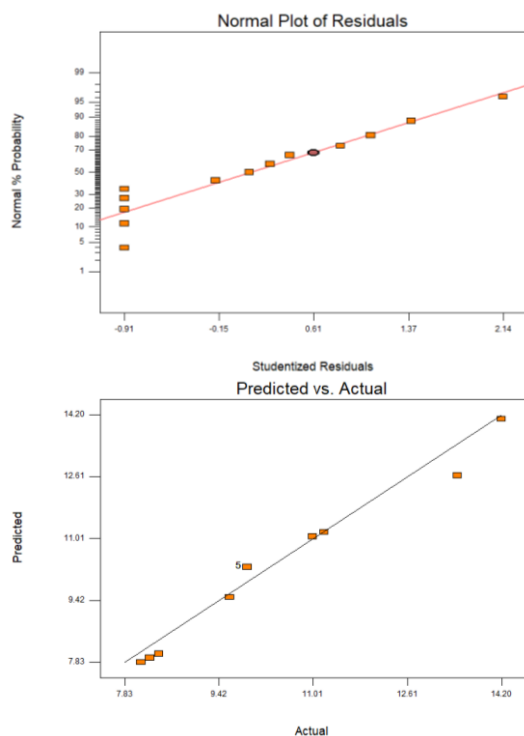 Normal Plot of Residuals
Normal % Probability
99
95
90
80
70
50
30
20
10
5
1
-0.91 -0.15 0.61 1.37 2.14
Studentized Residuals
Predicted vs. Actual
Predicted
14.20
12.61
11.01
5
9.42
7.83
7.83 9.42 11.01 12.61 14.20
Actual